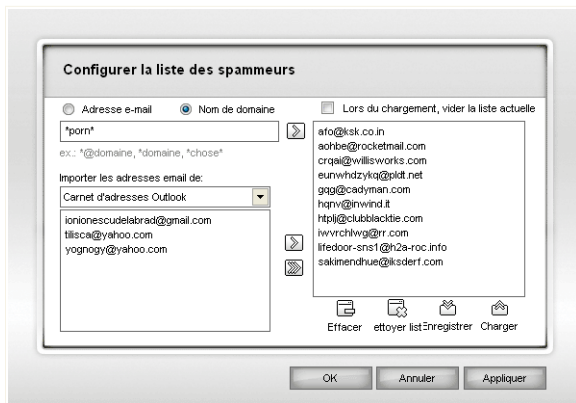 Configurer la liste des spammeurs
Adresse e-mail
Nom de domaine
Lors du chargement, vider la liste actuelle
*porn*
ex.: *@domaine, *domaine, *chose*
Importer les adresses email de:
Carnet d'adresses Outlook
ionionescudelabrad@gmail.com
tilisca@yahoo.com
yognogy@yahoo.com
afo@ksk.co.in
aohbe@rocketmail.com
crqai@willisworks.com
eunwhdzykq@pldt.net
gqg@cadyman.com
hqnv@inwind.it
htplj@clubblacktie.com
iwvrchlwg@rr.com
lifedoor-sns1@h2a-roc.info
sakimendhue@iksderf.com
Effacer
ettoyer list
Enregistrer
Charger
OK
Annuler
Appliquer